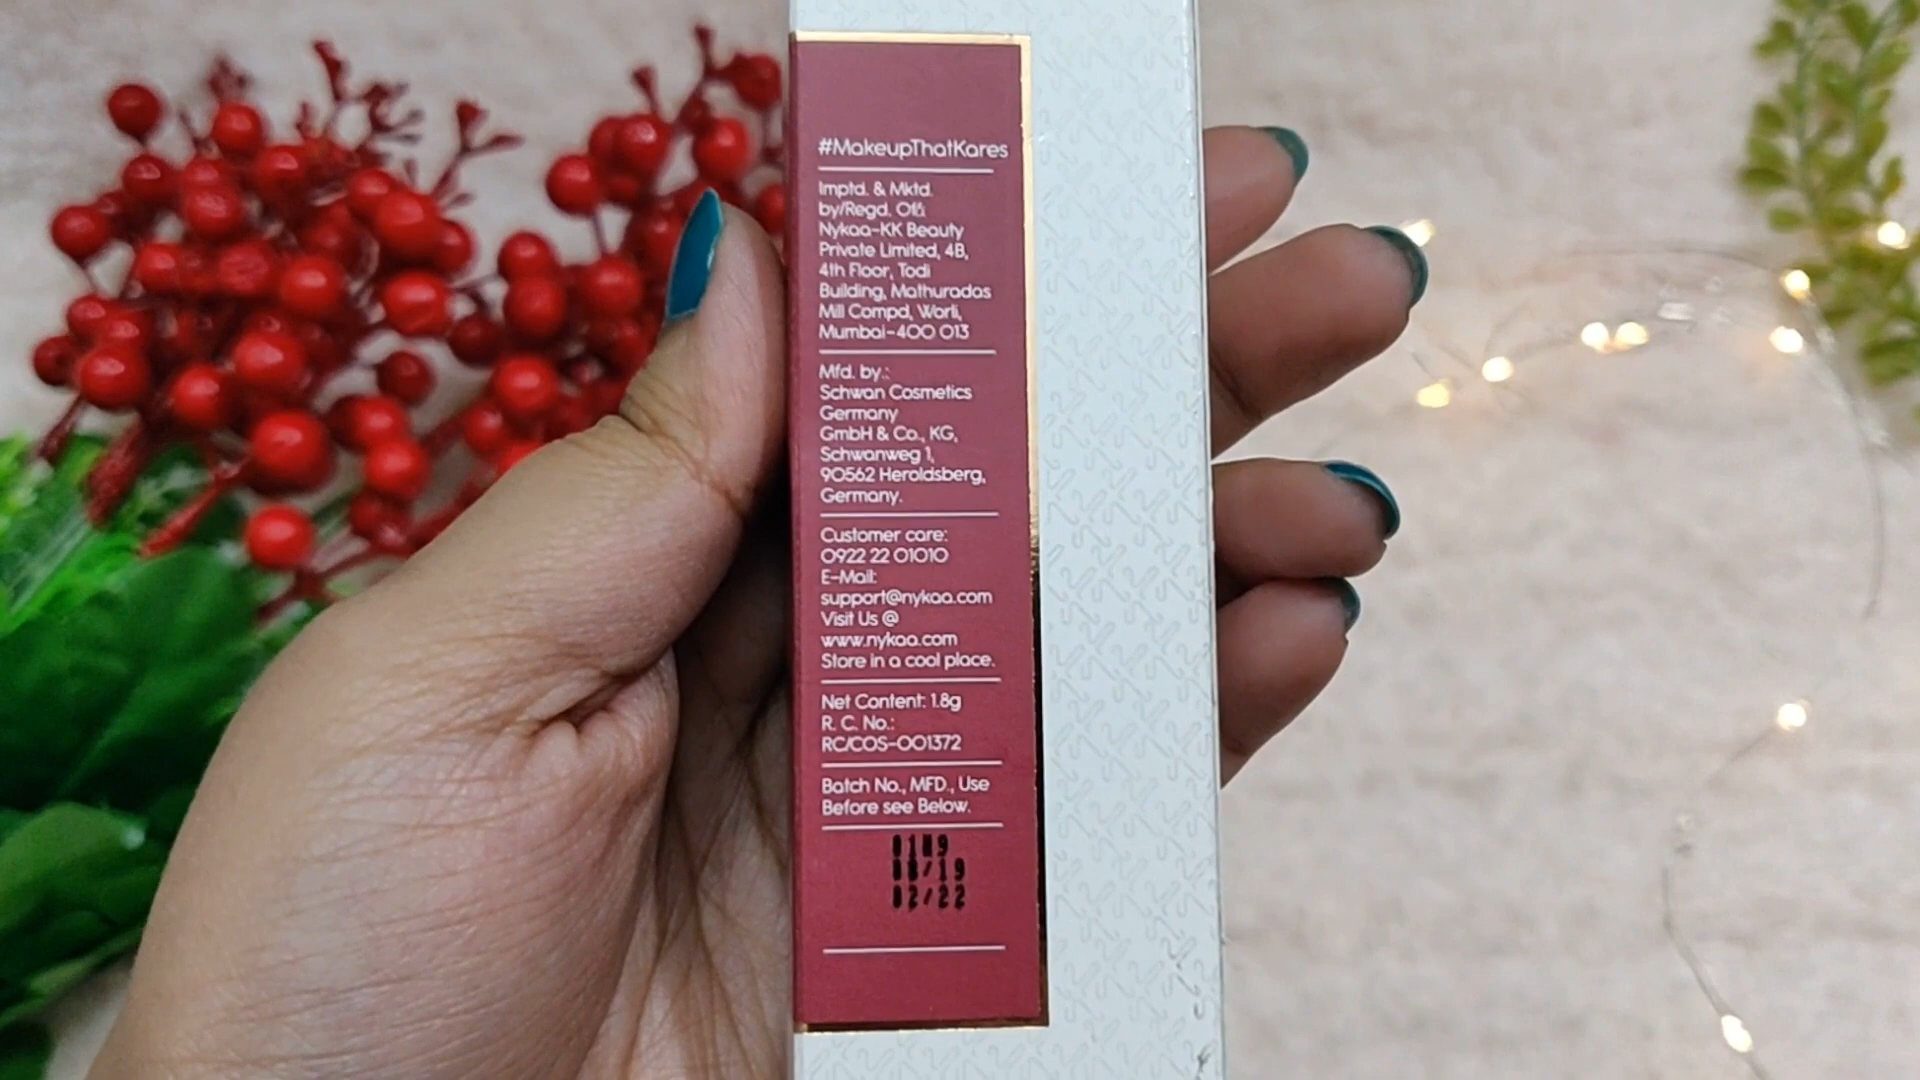 #MakeupThatKares
Imptd. & Mktd.
by/Regd. Off:
Nykaa-KK Beauty
Private Limited, 4B,
4th Floor, Todi
Building, Mathuradas
Mill Compd, Worli,
Mumbai-400 013
Mfd. by.:
Schwan Cosmetics
Germany
GmbH & Co., KG,
Schwanweg 1,
90562 Heroldsberg,
Germany.
Customer care:
0922 22 01010
E-Mail:
support@nykaa.com
Visit Us @
www.nykaa.com
Store in a cool place.
Net Content: 1.8g
R. C. No.:
RC/COS-001372
Batch No., MFD., Use
Before see Below.
02/22